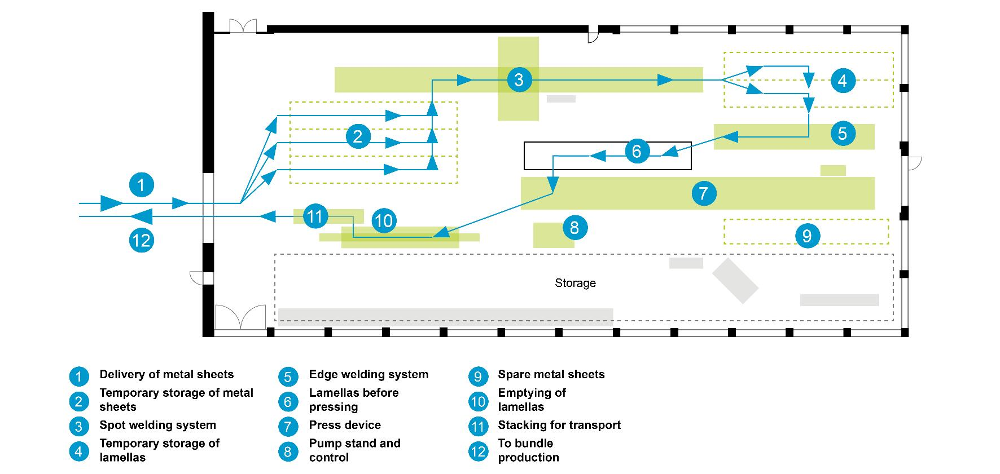 3
4
2
5
6
1
7
11
10
8
12
9
Storage
1 Delivery of metal sheets
2 Temporary storage of metal
sheets
3 Spot welding system
4 Temporary storage of
lamellas
5 Edge welding system
6 Lamellas before
pressing
7 Press device
8 Pump stand and
control
9 Spare metal sheets
10 Emptying of
lamellas
11 Stacking for transport
12 To bundle
production